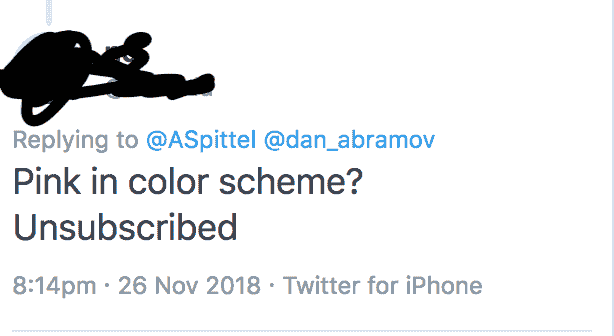 Replying to @ASpittel @dan_abramov
Pink in color scheme?
Unsubscribed
8:14pm · 26 Nov 2018 · Twitter for iPhone